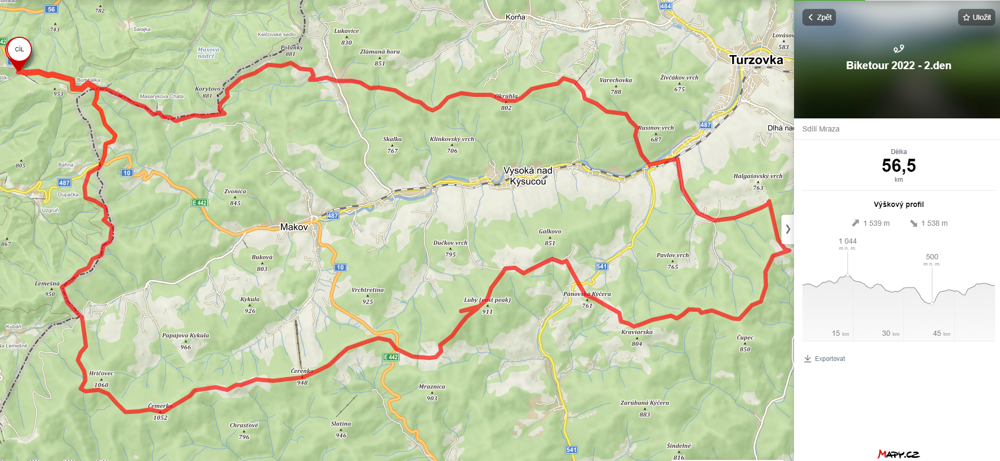 56
782
743
Salajka
42
CÍL
Maxova
nádrž
Kelčovské sedlo
Polanky
881
Lukavice
830
Zlámaná hora
851
Korňa
484
Lovásov
583
Turzovka
štík
953
Bumbálka
Masarykova Chata
Korytovo
881
Okrúhla
802
Varechovka
788
Živčákov vrch
675
Rusinov vrch
687
487
Dlhá nad
Skalka
767
Klinkovský vrch
706
805
Bařina
10
487
Dupačka
Uzgruň
E 442
Zvonica
845
Vysoká nad
Kysucou
Halgašovský vrch
763
487
Makov
867
Buková
803
Dučkov vrch
795
Galkovo
851
Pavlov vrch
765
541
10
Lemešná
950
Kykula
926
Vrchtretina
925
Luby (east peak)
911
Pánovská Kýčera
761
Kubáň
Na Lemešné
Papajova Kykula
966
Kraviarska
804
Čupec
850
E 442
Hričovec
1060
Čerenka
948
Mraznica
903
Čemerka
1052
Zarúbaná Kýčera
883
Chrasťové
796
Slatina
946
541
Šindelné
816
Zpět
Uložit
Biketour 2022 - 2.den
Sdílí Mraza
Délka
56,5
km
Výškový profil
1 539 m
1 538 m
1 044
m n. m.
500
m n. m.
15 km
30 km
45 km
Exportovat
Mapy.cz